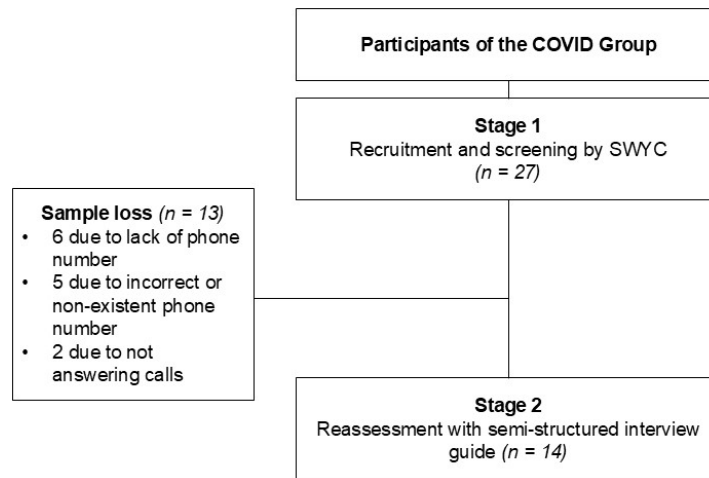 Participants of the COVID Group
Stage 1
Recruitment and screening by SWYC
(n = 27)
Sample loss (n = 13)
• 6 due to lack of phone
number
• 5 due to incorrect or
non-existent phone
number
• 2 due to not
answering calls
Stage 2
Reassessment with semi-structured interview
guide (n = 14)